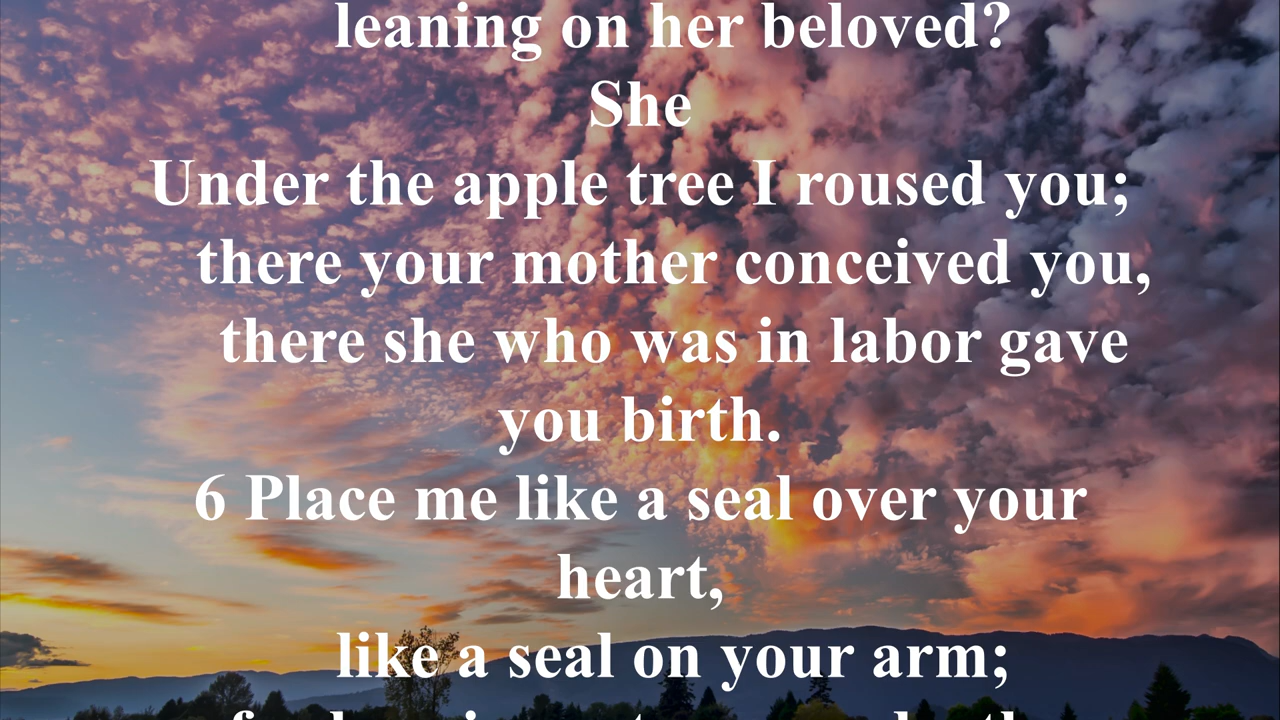 leaning on her beloved?
She
Under the apple tree I roused you;
there your mother conceived you,
there she who was in labor gave
you birth.
6 Place me like a seal over your
heart,
like a seal on your arm;